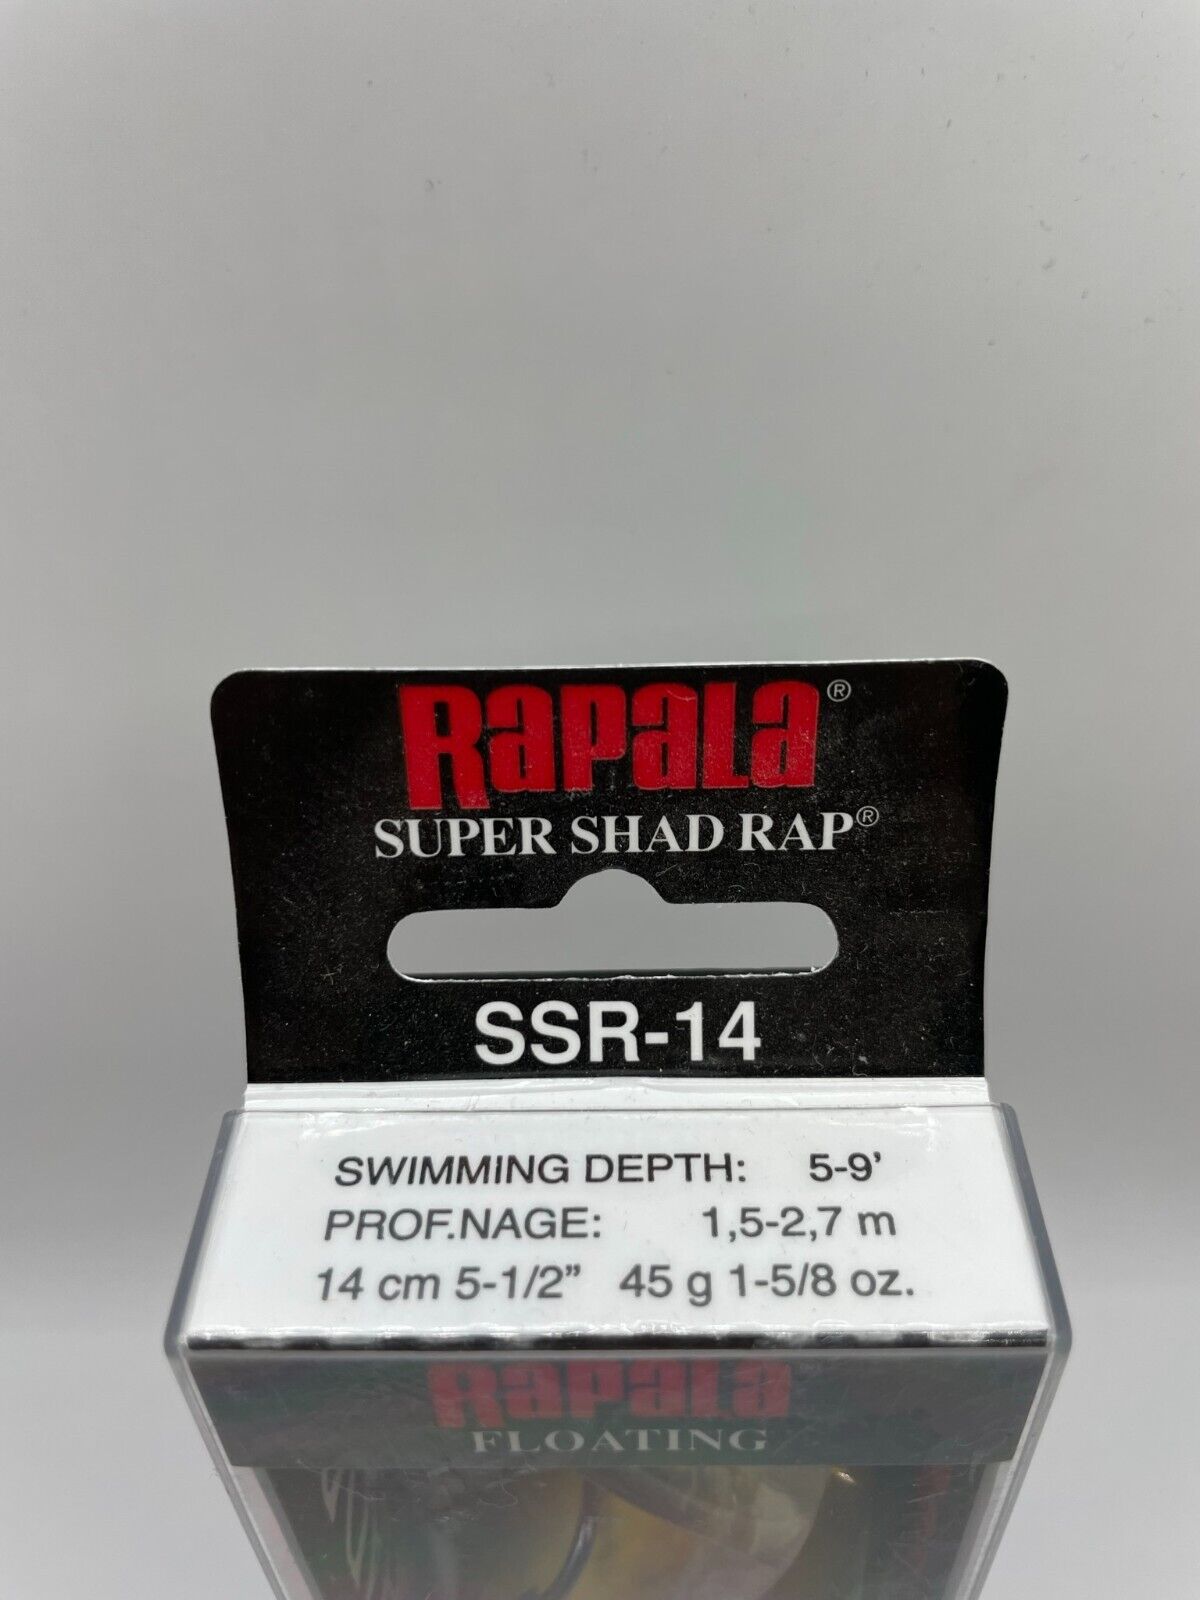 RAPALA®
SUPER SHAD RAP®
SSR-14
SWIMMING DEPTH: 5-9'
PROF.NAGE: 1,5-2,7 m
14 cm 5-1/2” 45 g 1-5/8 oz.
RAPALA
FLOATING